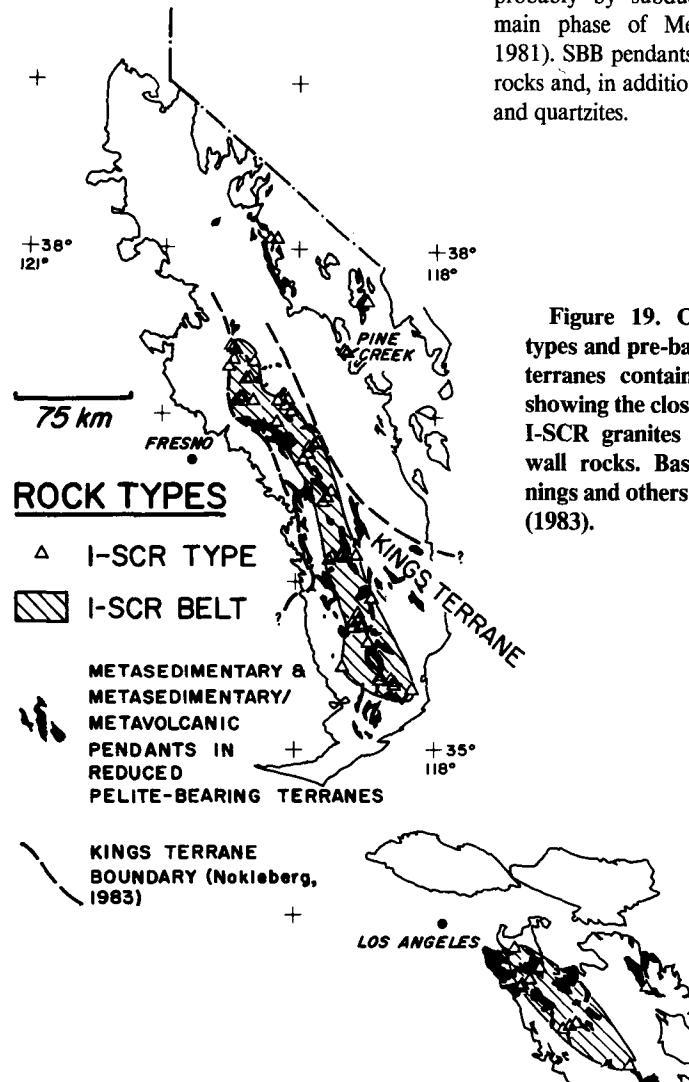 probably by subduc
main phase of Me
1981). SBB pendants
rocks and, in additio
and quartzites.
+38°
121°
+38°
118°
PINE
CREEK
75 km
FRESNO
ROCK TYPES
I-SCR TYPE
I-SCR BELT
METASEDIMENTARY &
METASEDIMENTARY/
METAVOLCANIC
PENDANTS IN
REDUCED
PELITE-BEARING TERRANES
KINGS TERRANE
BOUNDARY (Nokleberg,
1983)
KINGS TERRANE
?
?
+35°
118°
LOS ANGELES
Figure 19. C
types and pre-ba
terranes contain
showing the clos
I-SCR granites
wall rocks. Bas
nings and others
(1983).